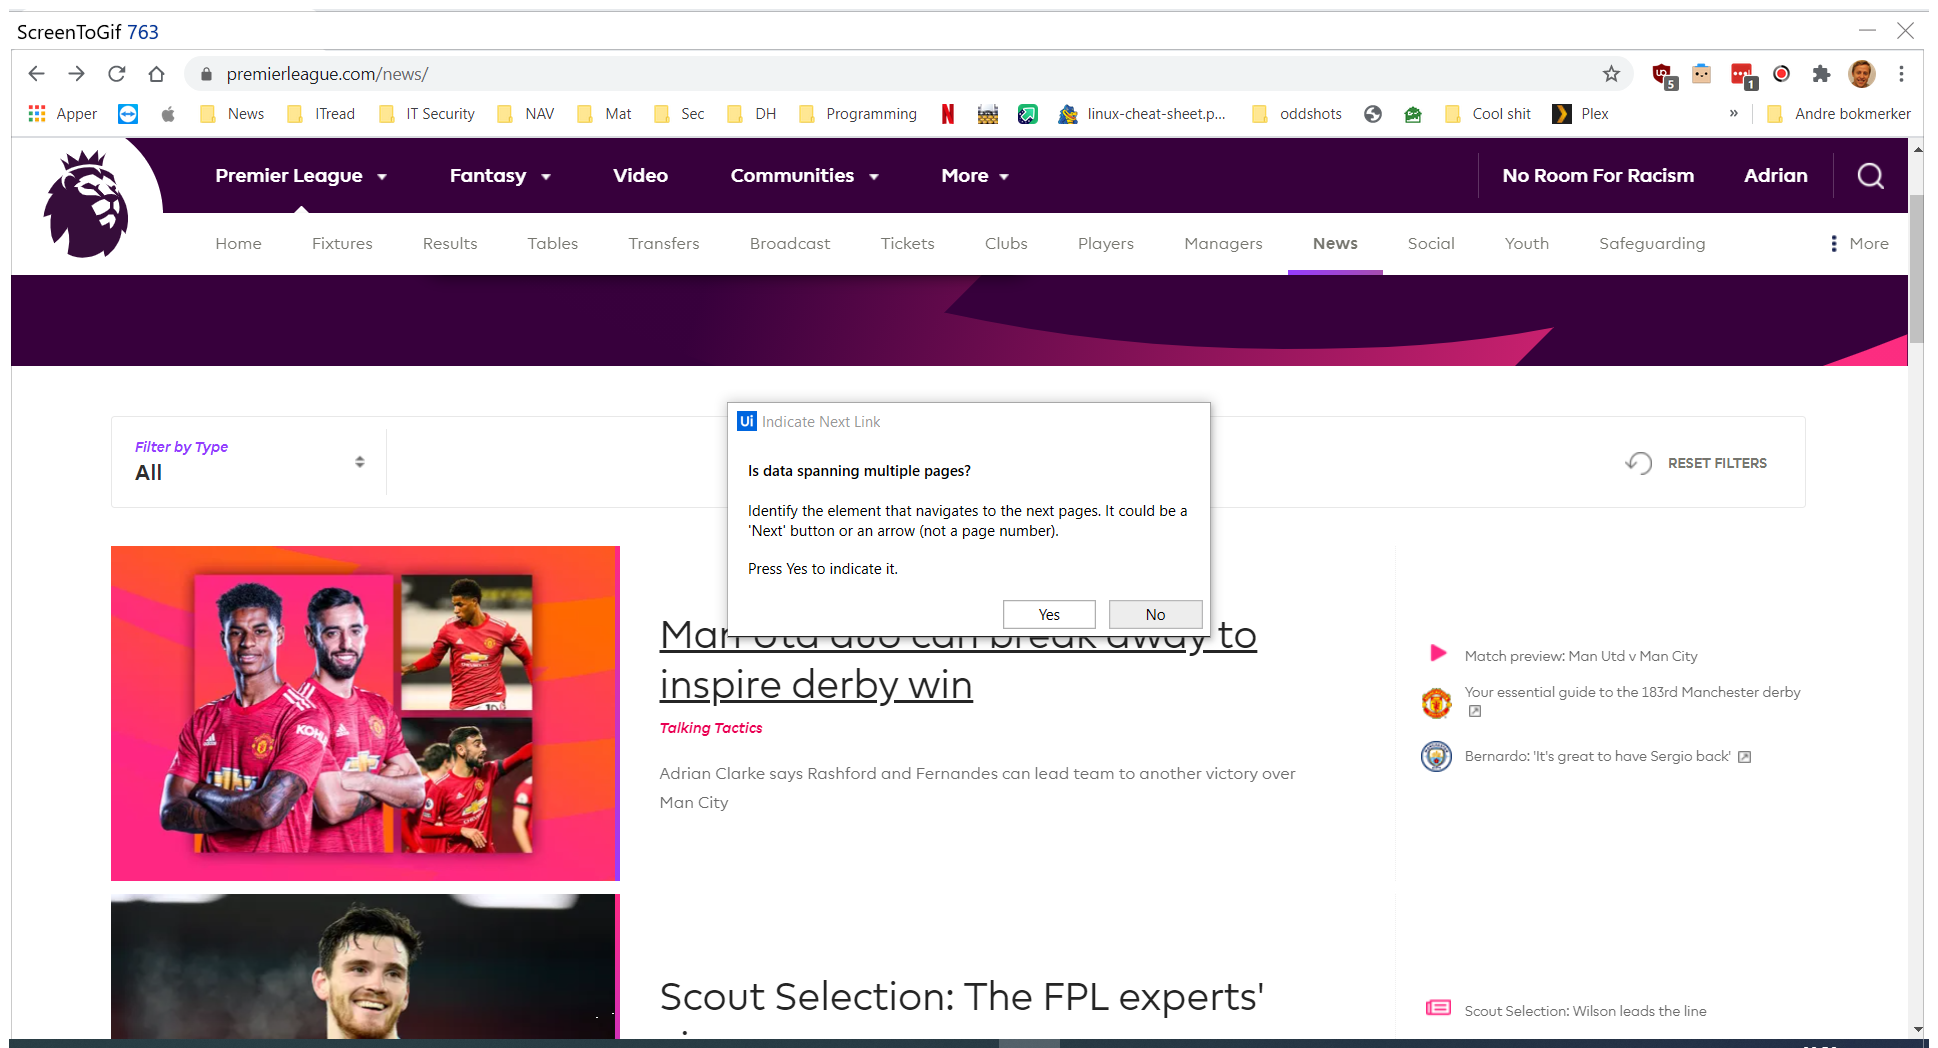 ScreenToGif 763
premierleague.com/news/
5
1
Apper
News
ITread
IT Security
NAV
Mat
Sec
DH
Programming
N
linux-cheat-sheet.p...
oddshots
Cool shit
Plex
»
Andre bokmerker
Premier League
Fantasy
Video
Communities
More
No Room For Racism
Adrian
Home
Fixtures
Results
Tables
Transfers
Broadcast
Tickets
Clubs
Players
Managers
News
Social
Youth
Safeguarding
More
Filter by Type
All
RESET FILTERS
Ui Indicate Next Link
Is data spanning multiple pages?
Identify the element that navigates to the next pages. It could be a
'Next' button or an arrow (not a page number).
Press Yes to indicate it.
Yes
No
Man Utd duo can break away to
inspire derby win
Talking Tactics
Adrian Clarke says Rashford and Fernandes can lead team to another victory over
Man City
Match preview: Man Utd v Man City
Your essential guide to the 183rd Manchester derby
Bernardo: 'It's great to have Sergio back'
Scout Selection: The FPL experts'
Scout Selection: Wilson leads the line